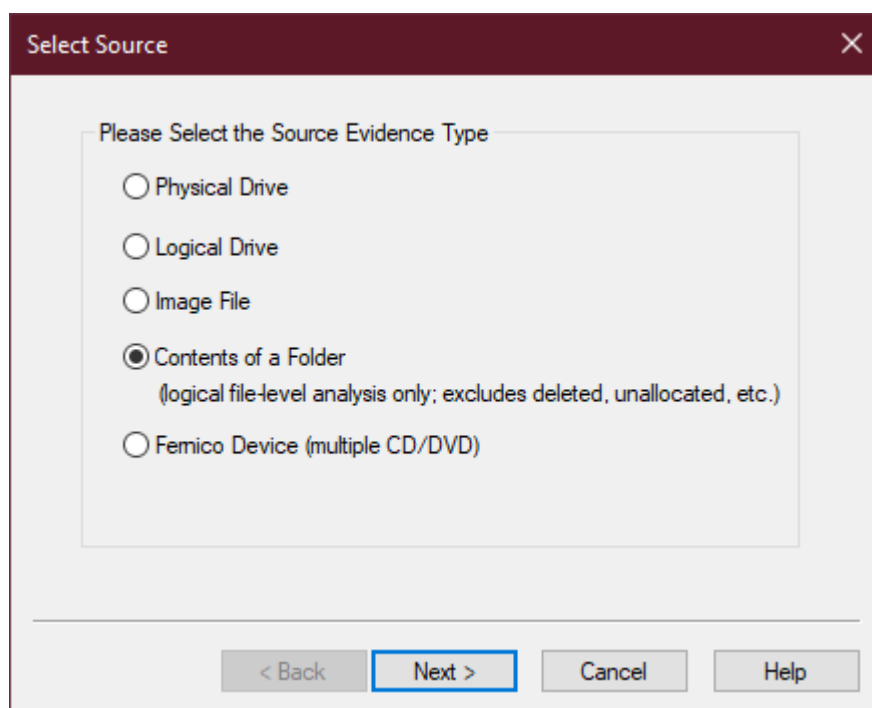 Select Source
Please Select the Source Evidence Type
Physical Drive
Logical Drive
Image File
Contents of a Folder
(logical file-level analysis only; excludes deleted, unallocated, etc.)
Fernico Device (multiple CD/DVD)
< Back Next > Cancel Help